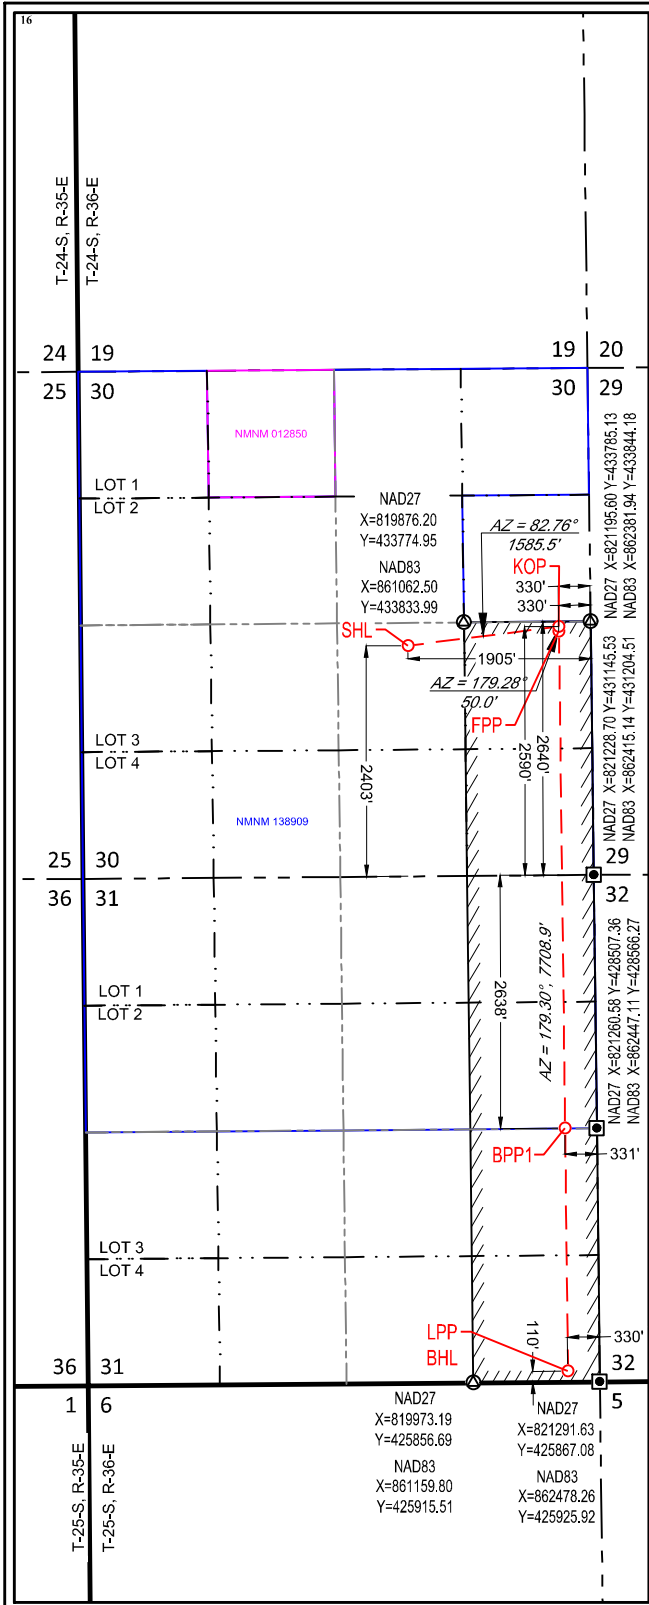 16
T-24-S, R-35-E
T-24-S, R-36-E
24
19
19
20
25
30
30
29
NMNM 012850
LOT 1
LOT 2
NAD27
X=819876.20
Y=433774.95
NAD83
X=861062.50
Y=433833.99
AZ = 82.76°
1585.5'
KOP
330'
330'
NAD27 X=821195.60 Y=433785.13
NAD83 X=862381.94 Y=433844.18
SHL
1905'
AZ = 179.28°
50.0'
FPP
2403'
2590'
2640'
NAD27 X=821228.70 Y=431145.53
NAD83 X=862415.14 Y=431204.51
LOT 3
LOT 4
NMNM 138909
25
30
29
36
31
32
2638'
AZ = 179.30°, 7708.9'
NAD27 X=821260.58 Y=428507.36
NAD83 X=862447.11 Y=428566.27
LOT 1
LOT 2
BPP1
331'
LOT 3
LOT 4
LPP
BHL
110'
330'
36
31
32
1
6
5
NAD27
X=819973.19
Y=425856.69
NAD83
X=861159.80
Y=425915.51
NAD27
X=821291.63
Y=425867.08
NAD83
X=862478.26
Y=425925.92
T-25-S, R-35-E
T-25-S, R-36-E